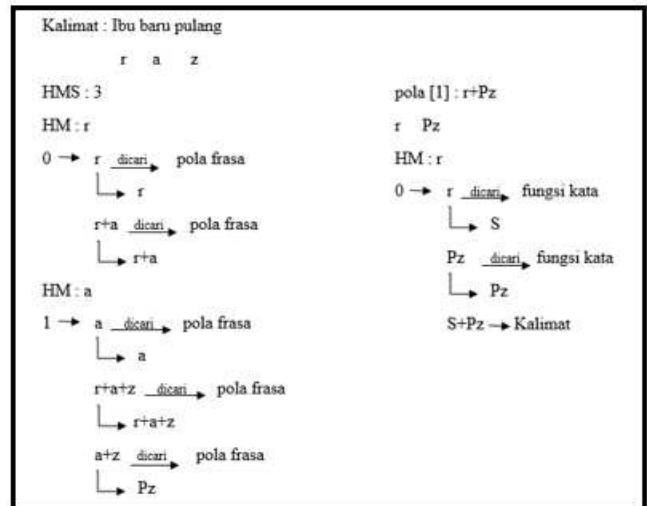 Kalimat : Ibu baru pulang
r a z
HMS : 3
HM : r
0 → r dicari pola frasa
r
r+a dicari pola frasa
r+a
HM : a
1 → a dicari pola frasa
a
r+a+z dicari pola frasa
r+a+z
a+z dicari pola frasa
Pz
pola [1] : r+Pz
r Pz
HM : r
0 → r dicari fungsi kata
S
Pz dicari fungsi kata
Pz
S+Pz → Kalimat